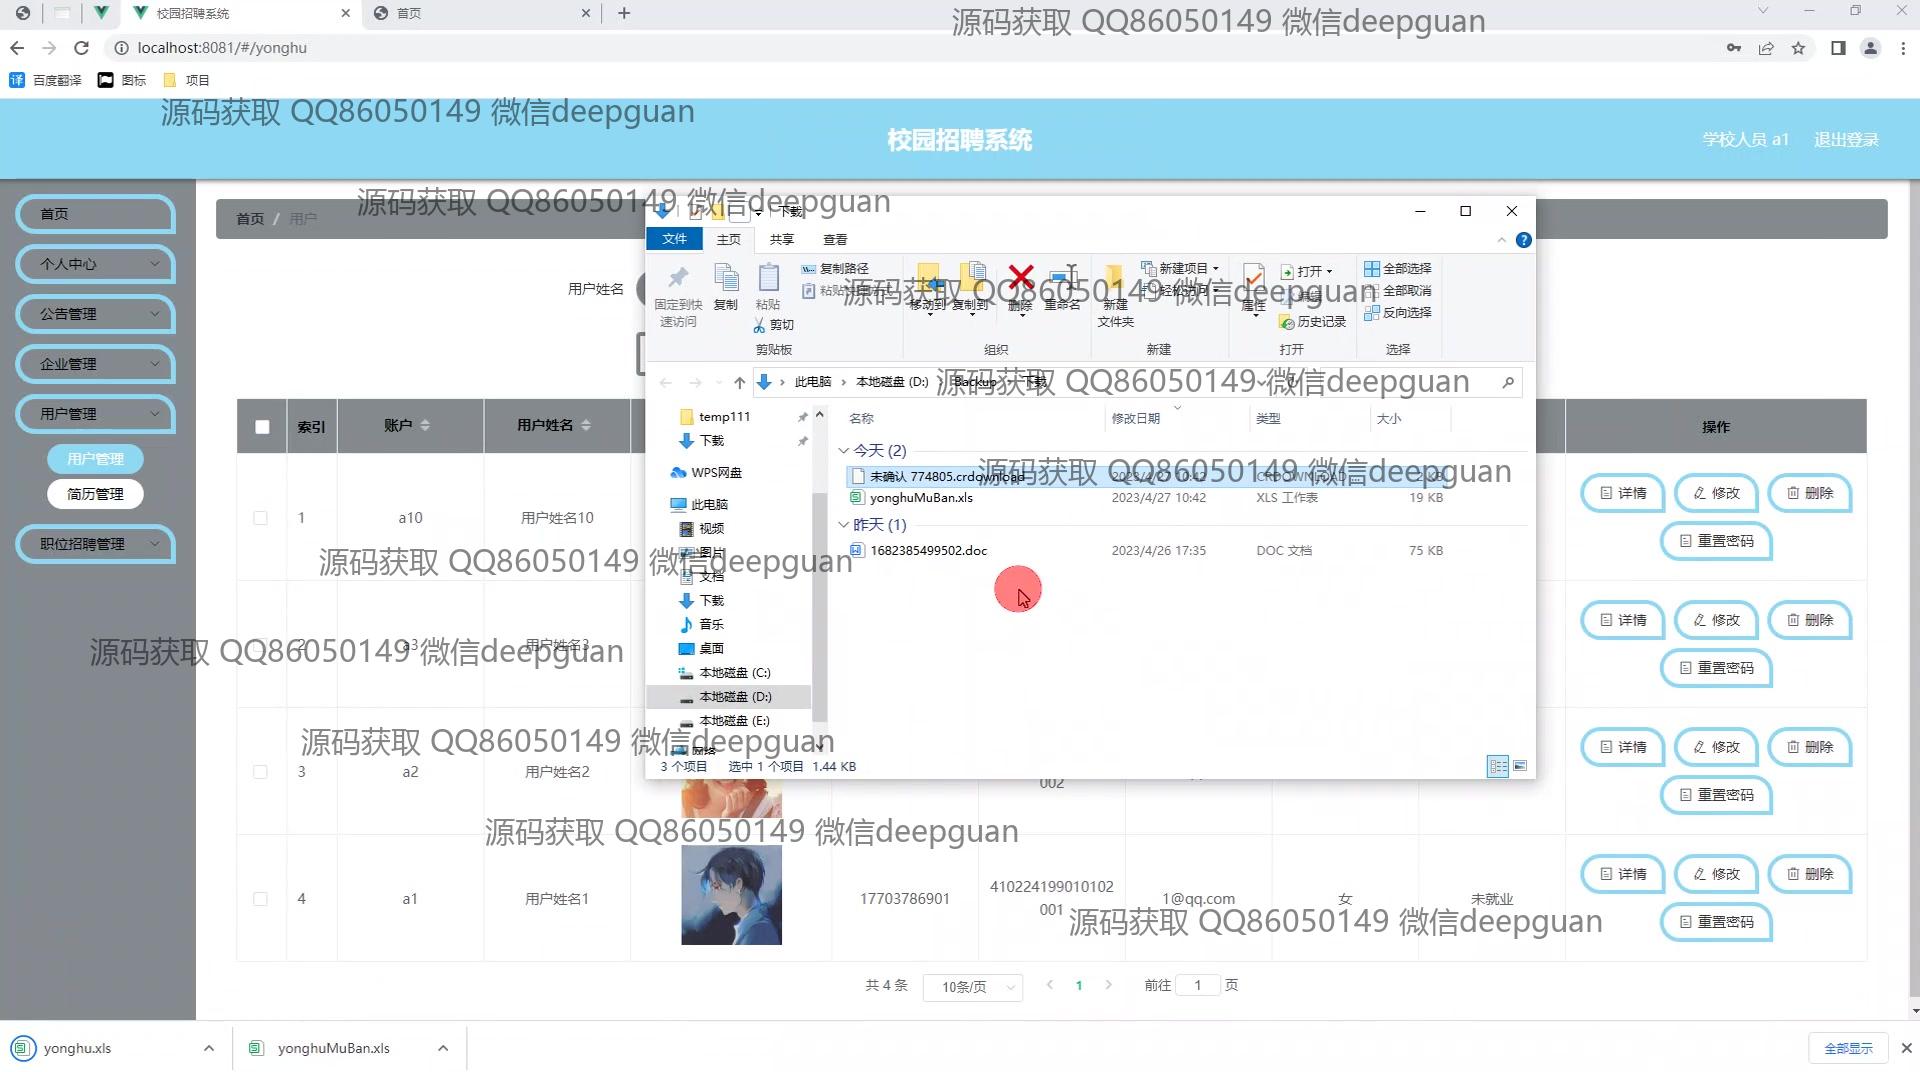 校园招聘系统
首页
源码获取 QQ86050149 微信deepguan
localhost:8081/#/yonghu
百度翻译
图标
项目
源码获取 QQ86050149 微信deepguan
校园招聘系统
学校人员 a1
退出登录
首页
个人中心
公告管理
企业管理
用户管理
用户管理
简历管理
职位招聘管理
首页 / 用户
源码获取 QQ86050149 微信deepguan
用户姓名
下载
文件 主页 共享 查看
固定到快速访问
复制
粘贴
复制路径
剪切
剪贴板
移动到 复制到 删除 重命名
组织
新建文件夹
新建项目
新建
属性
打开
历史记录
打开
全部选择
全部取消
反向选择
选择
源码获取 QQ86050149 微信deepguan
此电脑 本地磁盘 (D:) Backup 下载
源码获取 QQ86050149 微信deepguan
temp111
下载
WPS网盘
此电脑
视频
图片
文档
下载
音乐
桌面
本地磁盘 (C:)
本地磁盘 (D:)
本地磁盘 (E:)
网络
名称 修改日期 类型 大小
今天 (2)
未确认 774805.crdownload 2023/4/27 10:42 CRDOWNLOAD 2 KB
源码获取 QQ86050149 微信deepguan
yonghuMuBan.xls 2023/4/27 10:42 XLS 工作表 19 KB
昨天 (1)
1682385499502.doc 2023/4/26 17:35 DOC 文档 75 KB
3 个项目 选中 1 个项目 1.44 KB
索引 账户 用户姓名 操作
1 a10 用户姓名10
详情 修改 删除
重置密码
源码获取 QQ86050149 微信deepguan
2 a3 用户姓名3
详情 修改 删除
重置密码
源码获取 QQ86050149 微信deepguan
3 a2 用户姓名2
002
详情 修改 删除
重置密码
源码获取 QQ86050149 微信deepguan
源码获取 QQ86050149 微信deepguan
4 a1 用户姓名1 17703786901 410224199010102001 1@qq.com 女 未就业
详情 修改 删除
重置密码
源码获取 QQ86050149 微信deepguan
共 4 条 10条/页 1 前往 1 页
yonghu.xls
yonghuMuBan.xls
全部显示